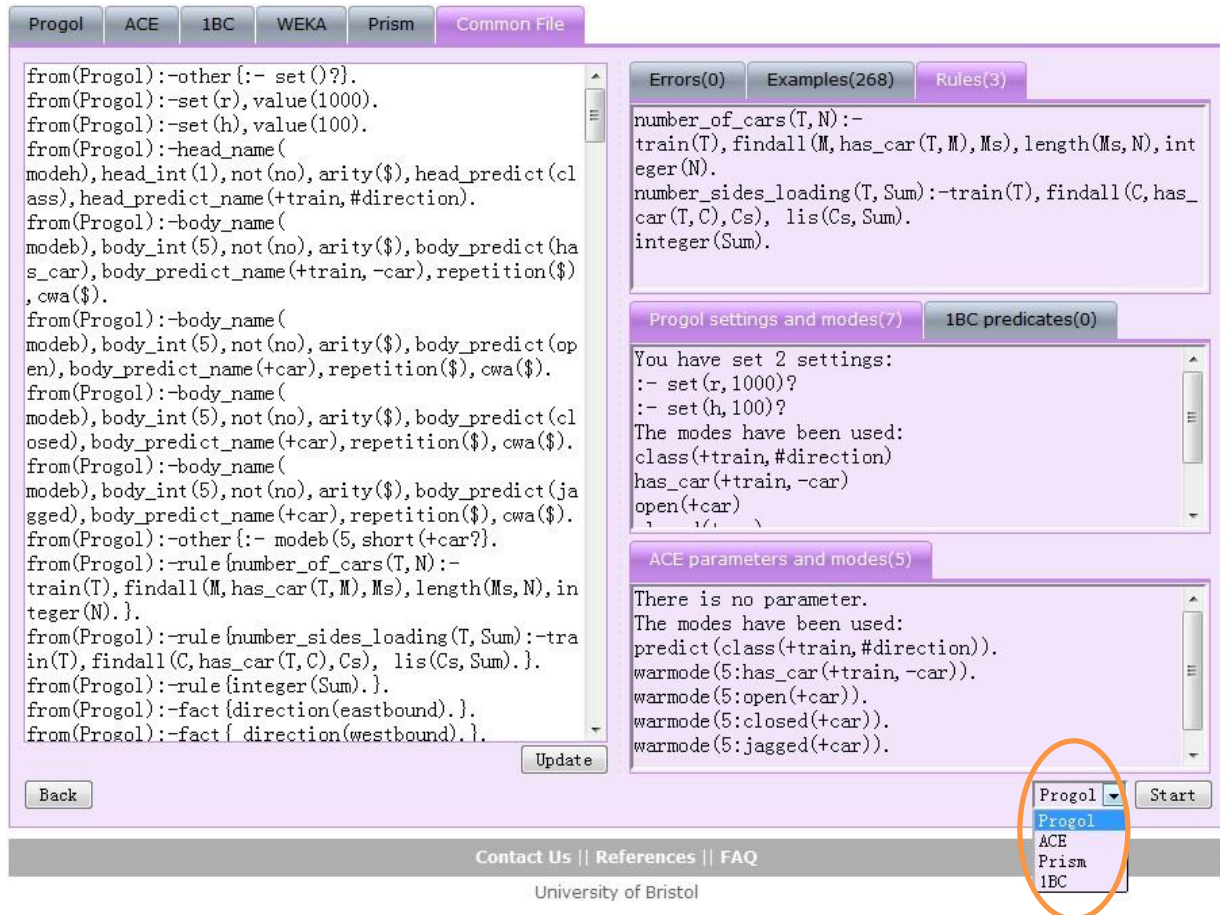 Progol ACE 1BC WEKA Prism Common File
from(Progol):-other{:- set()?}.
from(Progol):-set(r),value(1000).
from(Progol):-set(h),value(100).
from(Progol):-head_name(
modeh),head_int(1),not(no),arity($),head_predict(cl
ass),head_predict_name(+train,#direction).
from(Progol):-body_name(
modeb),body_int(5),not(no),arity($),body_predict(ha
s_car),body_predict_name(+train,-car),repetition($)
,cwa($).
from(Progol):-body_name(
modeb),body_int(5),not(no),arity($),body_predict(op
en),body_predict_name(+car),repetition($),cwa($).
from(Progol):-body_name(
modeb),body_int(5),not(no),arity($),body_predict(cl
osed),body_predict_name(+car),repetition($),cwa($).
from(Progol):-body_name(
modeb),body_int(5),not(no),arity($),body_predict(ja
gged),body_predict_name(+car),repetition($),cwa($).
from(Progol):-other{:- modeb(5,short(+car?}.
from(Progol):-rule{number_of_cars(T,N):-
train(T),findall(M,has_car(T,M),Ms),length(Ms,N),in
teger(N).}.
from(Progol):-rule{number_sides_loading(T,Sum):-tra
in(T),findall(C,has_car(T,C),Cs), lis(Cs,Sum).}.
from(Progol):-rule{integer(Sum).}.
from(Progol):-fact{direction(eastbound).}.
from(Progol):-fact{ direction(westbound).}.
Update
Back
Errors(0) Examples(268) Rules(3)
number_of_cars(T,N):-
train(T),findall(M,has_car(T,M),Ms),length(Ms,N),int
eger(N).
number_sides_loading(T,Sum):-train(T),findall(C,has_
car(T,C),Cs), lis(Cs,Sum).
integer(Sum).
Progol settings and modes(7) 1BC predicates(0)
You have set 2 settings:
:- set(r,1000)?
:- set(h,100)?
The modes have been used:
class(+train,#direction)
has_car(+train,-car)
open(+car)
ACE parameters and modes(5)
There is no parameter.
The modes have been used:
predict(class(+train,#direction)).
warmode(5:has_car(+train,-car)).
warmode(5:open(+car)).
warmode(5:closed(+car)).
warmode(5:jagged(+car)).
Progol Start
Progol
ACE
Prism
1BC
Contact Us || References || FAQ
University of Bristol